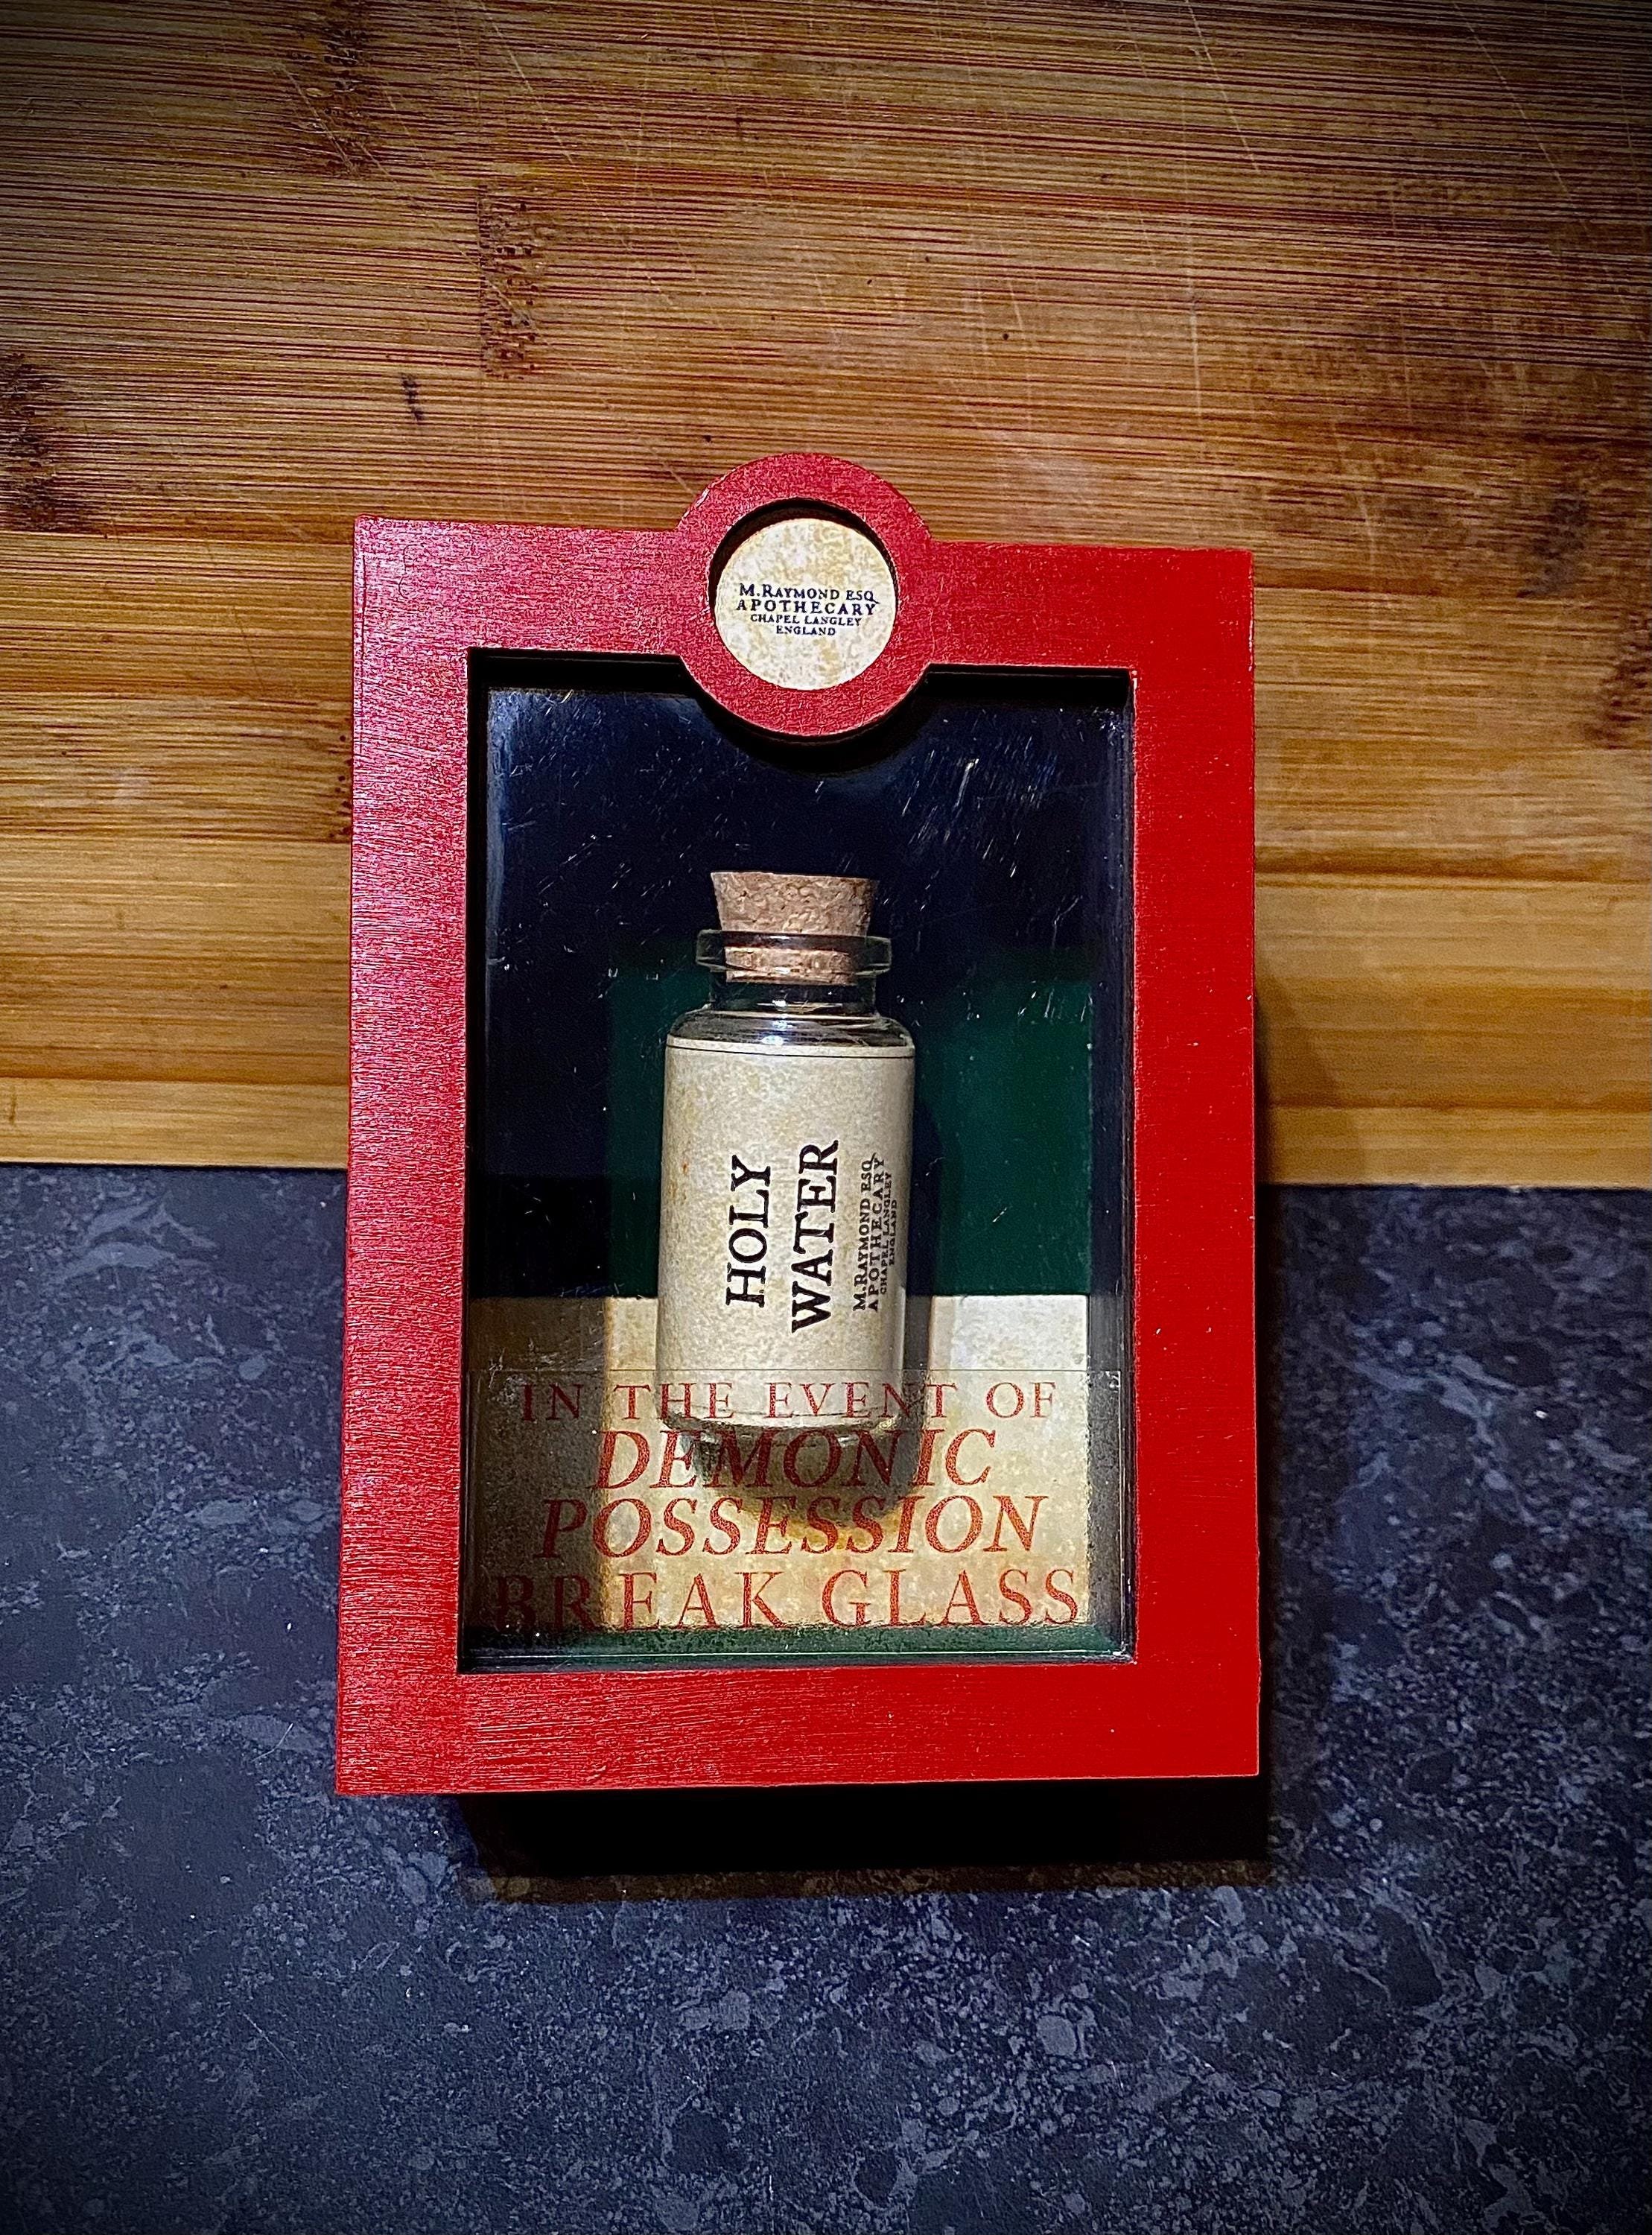 M.RAYMOND ESQ
APOTHECARY
CHAPEL LANGLEY
ENGLAND
HOLY
WATER
M.RAYMOND ESQ
APOTHECARY
CHAPEL LANGLEY
ENGLAND
IN THE EVENT OF
DEMONIC
POSSESSION
BREAK GLASS